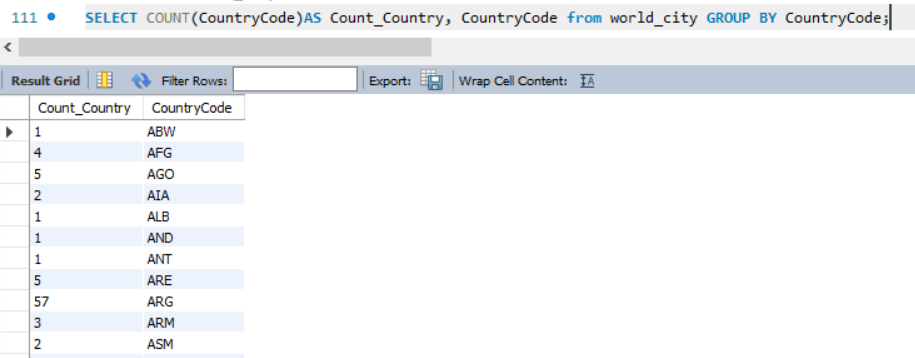 111 SELECT COUNT(CountryCode)AS Count_Country, CountryCode from world_city GROUP BY CountryCode;
Result Grid Filter Rows: Export: Wrap Cell Content: IA
Count_Country CountryCode
1 ABW
4 AFG
5 AGO
2 AIA
1 ALB
1 AND
1 ANT
5 ARE
57 ARG
3 ARM
2 ASM